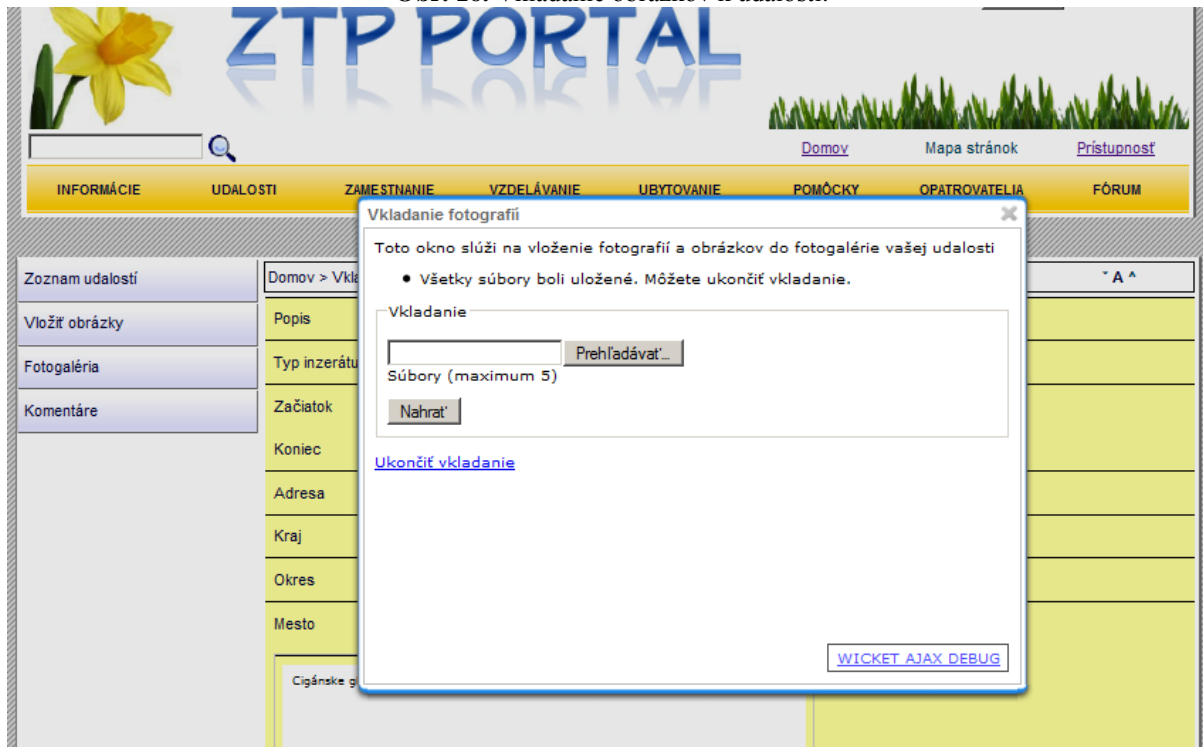 ZTP PORTAL
Domov Mapa stránok Prístupnosť
INFORMÁCIE UDALOSTI ZAMESTNANIE VZDELÁVANIE UBYTOVANIE POMÔCKY OPATROVATELIA FÓRUM
Vkladanie fotografií
Toto okno slúži na vloženie fotografií a obrázkov do fotogalérie vašej udalosti
• Všetky súbory boli uložené. Môžete ukončiť vkladanie.
Vkladanie
Prehľadávať...
Súbory (maximum 5)
Nahrať
Ukončiť vkladanie
WICKET AJAX DEBUG
Zoznam udalostí
Vložiť obrázky
Fotogaléria
Komentáre
Domov >
ˇ A ^
Popis
Typ inzerátu
Začiatok
Koniec
Adresa
Kraj
Okres
Mesto
Cigánske